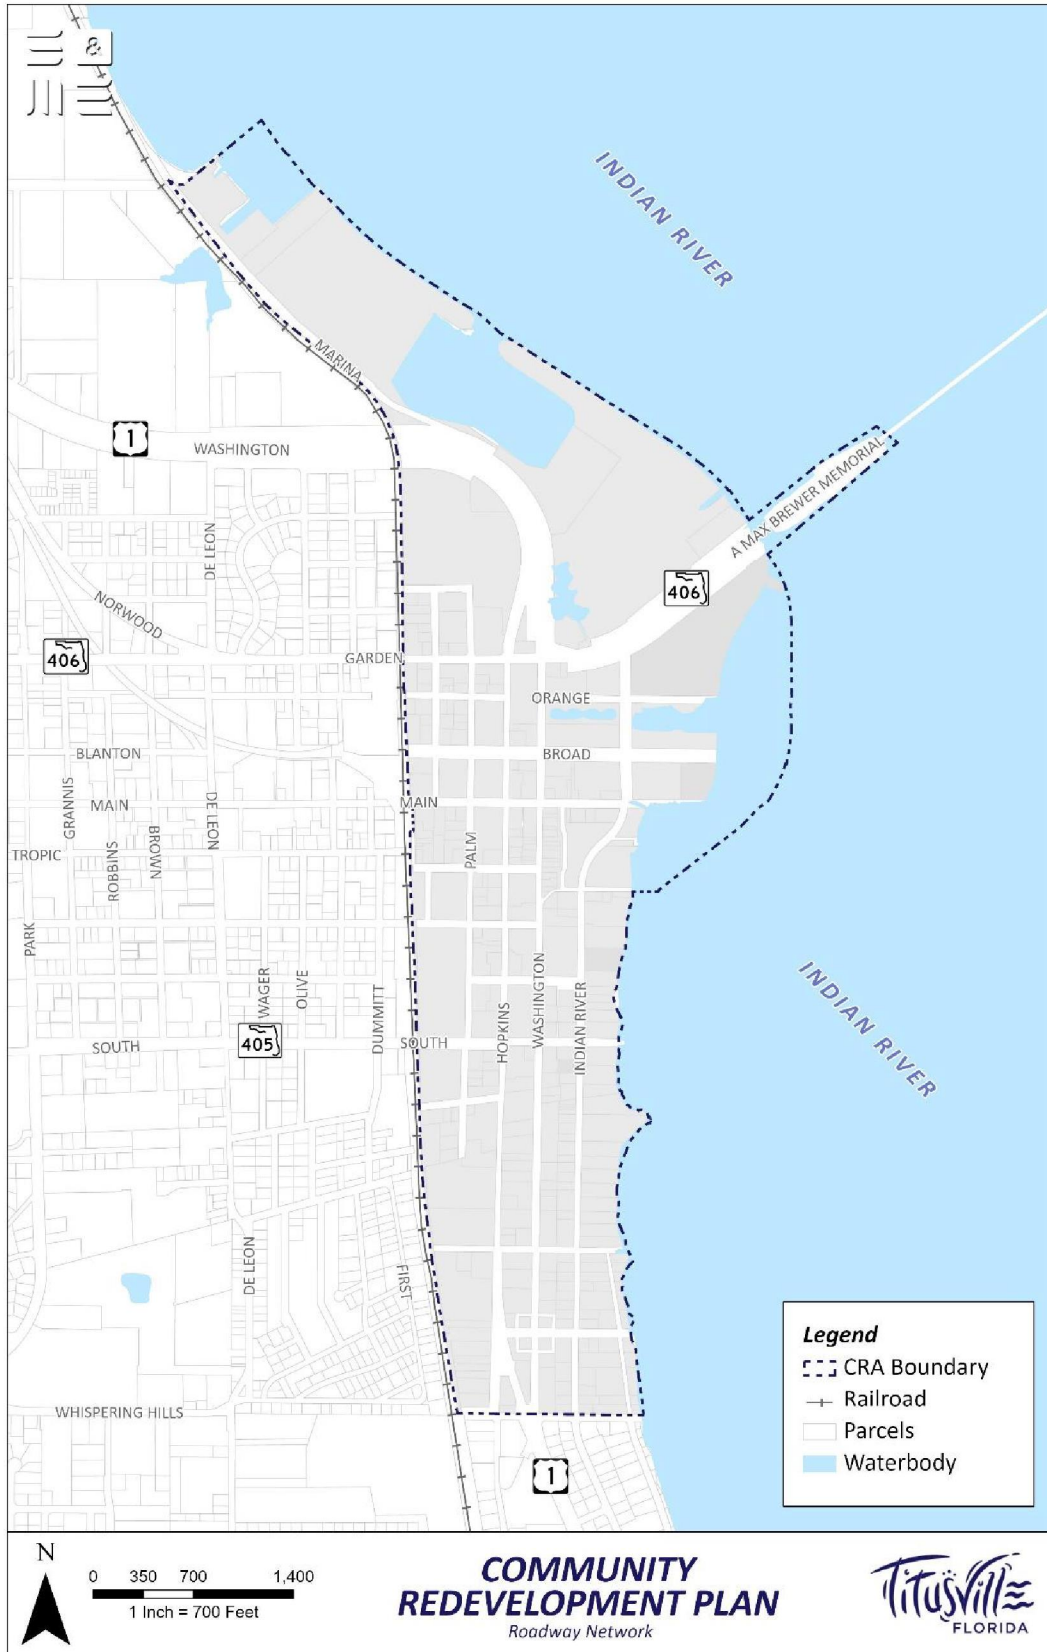 &
INDIAN RIVER
MARINA
1
WASHINGTON
A MAX BREWER MEMORIAL
DE LEON
406
NORWOOD
406
GARDEN
ORANGE
BLANTON
BROAD
GRANNIS
MAIN
DE LEON
MAIN
TROPIC
ROBBINS
BROWN
PALM
PARK
WAGER
OLIVE
DUMMITT
HOPKINS
WASHINGTON
INDIAN RIVER
INDIAN RIVER
SOUTH
405
SOUTH
DE LEON
FIRST
WHISPERING HILLS
1
Legend
CRA Boundary
Railroad
Parcels
Waterbody
N
0 350 700 1,400
1 Inch = 700 Feet
COMMUNITY
REDEVELOPMENT PLAN
Roadway Network
Titusville
FLORIDA